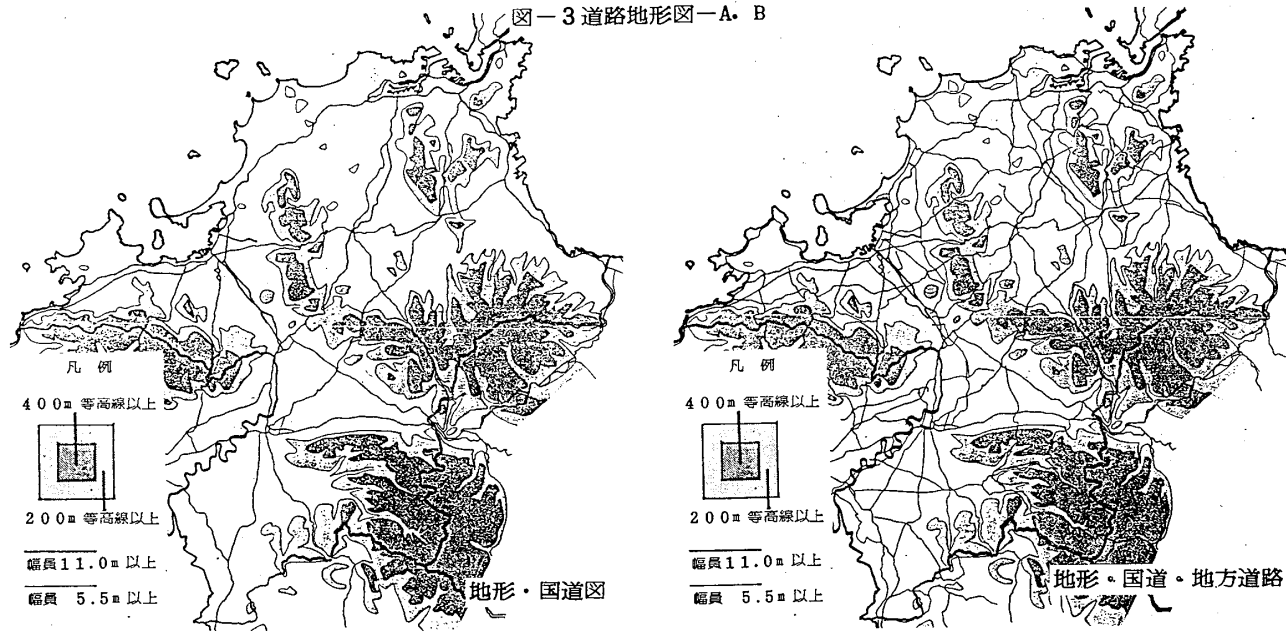 図－3道路地形図－A．B
凡 例
400m 等高線以上
200m 等高線以上
幅員11.0m 以上
幅員 5.5m 以上
地形・国道図
凡 例
400m 等高線以上
200m 等高線以上
幅員11.0m 以上
幅員 5.5m 以上
地形・国道・地方道路